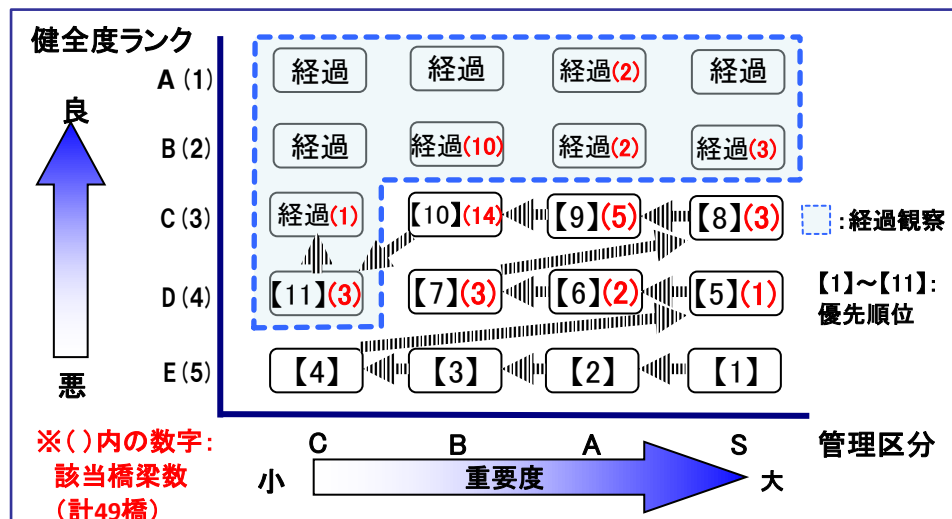 健全度ランク
A(1) 経過 経過 経過(2) 経過
良
B(2) 経過 経過(10) 経過(2) 経過(3)
C(3) 経過(1) 【10】(14) 【9】(5) 【8】(3)
:経過観察
D(4) 【11】(3) 【7】(3) 【6】(2) 【5】(1)
【1】~【11】:
優先順位
E(5) 【4】 【3】 【2】 【1】
悪
※( )内の数字:
該当橋梁数
(計49橋)
C B A S 管理区分
小 重要度 大